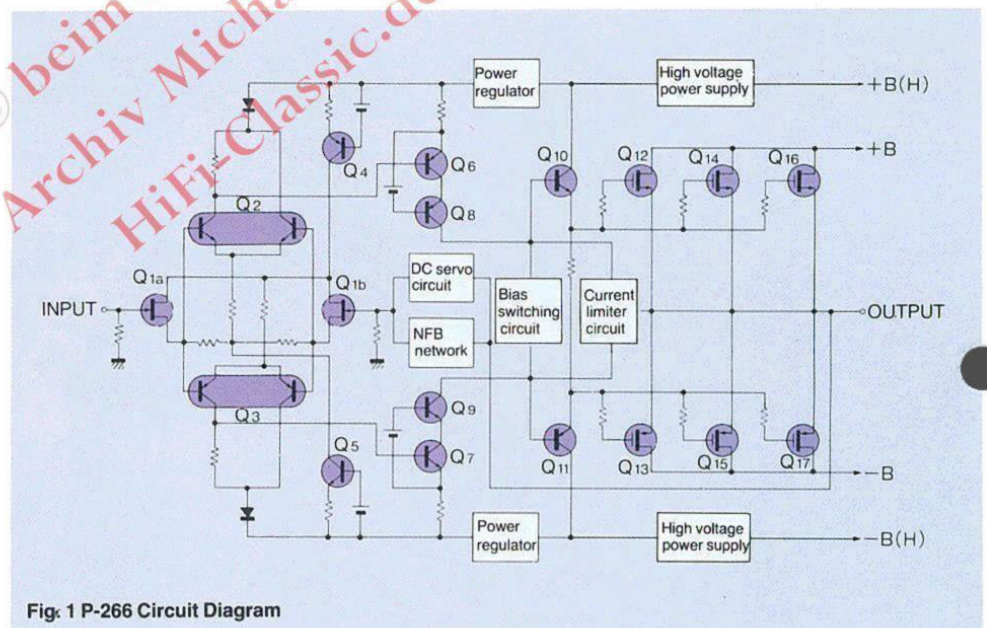 © beim
Archiv Micha
HiFi-Classic.de
Power
regulator
High voltage
power supply
+B(H)
+B
Q4
Q6
Q8
Q10
Q12
Q14
Q16
Q2
Q1a
Q1b
INPUT
DC servo
circuit
NFB
network
Bias
switching
circuit
Current
limiter
circuit
OUTPUT
Q3
Q5
Q9
Q7
Q11
Q13
Q15
Q17
−B
Power
regulator
High voltage
power supply
−B(H)
Fig. 1 P-266 Circuit Diagram